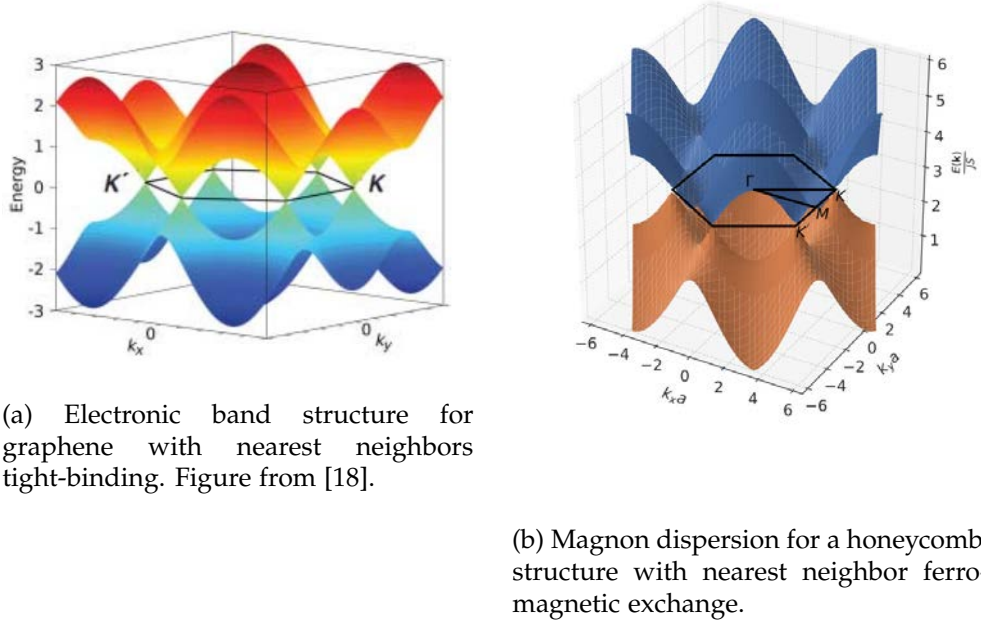 3
2
1
0
-1
-2
-3
Energy
K´
K
0
k_x
0
k_y
Γ
K
M
K'
6
5
4
3
2
1
E(k)/JS
−6
−4
−2
0
2
4
6
k_xa
−6
−4
−2
0
2
4
6
k_ya
(a) Electronic band structure for
graphene with nearest neighbors
tight-binding. Figure from [18].
(b) Magnon dispersion for a honeycomb
structure with nearest neighbor ferro-
magnetic exchange.